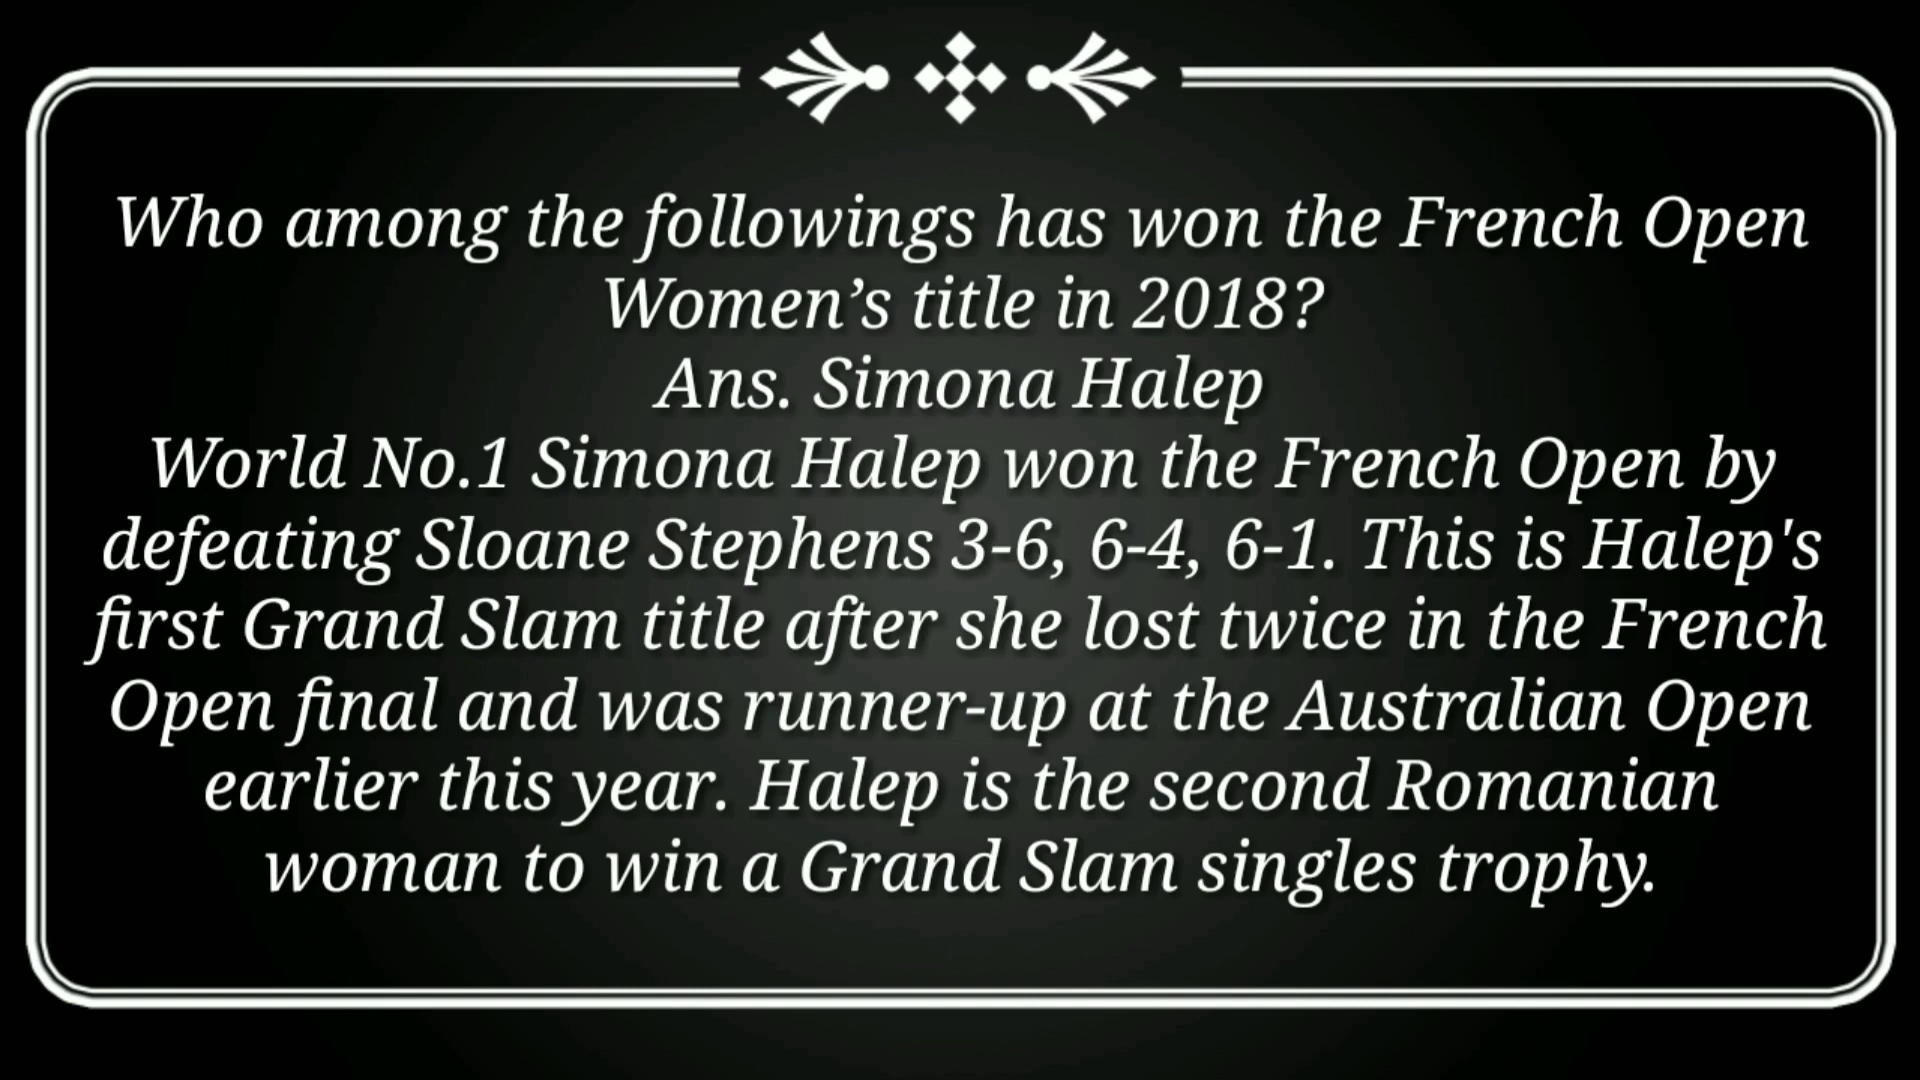 Who among the followings has won the French Open
Women’s title in 2018?
Ans. Simona Halep
World No.1 Simona Halep won the French Open by
defeating Sloane Stephens 3-6, 6-4, 6-1. This is Halep's
first Grand Slam title after she lost twice in the French
Open final and was runner-up at the Australian Open
earlier this year. Halep is the second Romanian
woman to win a Grand Slam singles trophy.